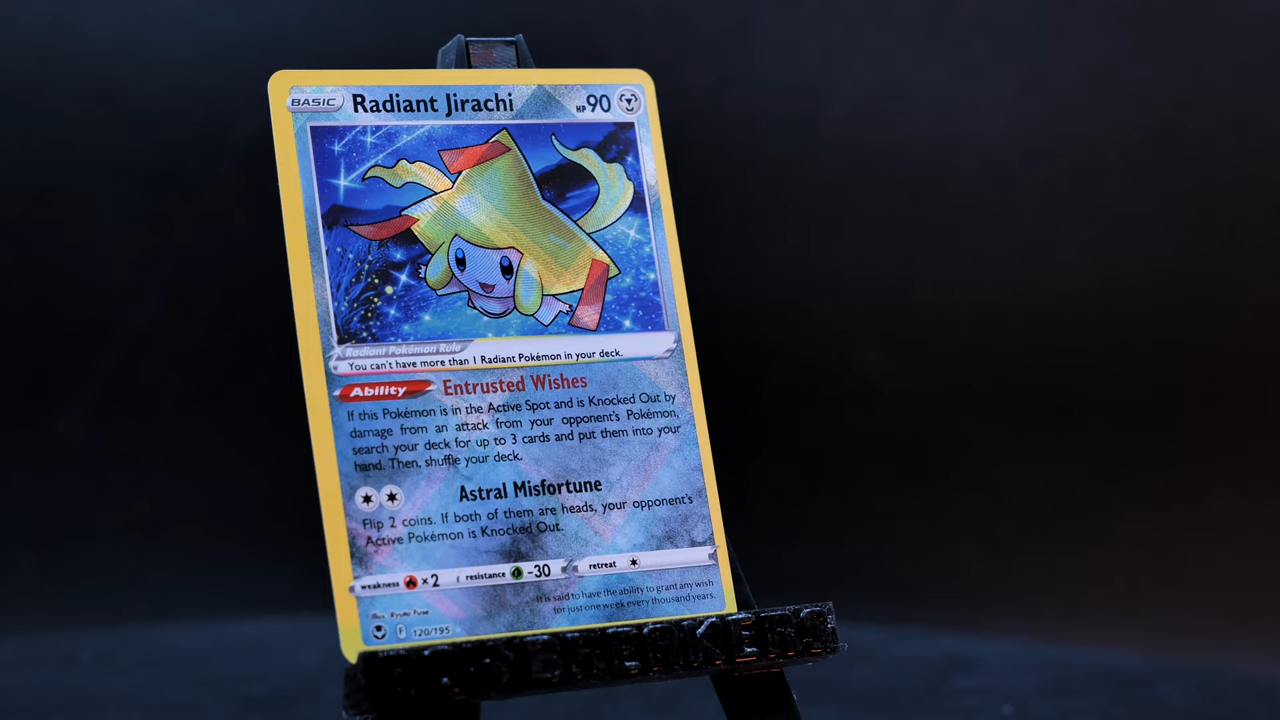 BASIC Radiant Jirachi HP 90
Radiant Pokémon Rule
You can't have more than 1 Radiant Pokémon in your deck.
Ability Entrusted Wishes
If this Pokémon is in the Active Spot and is Knocked Out by
damage from an attack from your opponent's Pokémon,
search your deck for up to 3 cards and put them into your
hand. Then, shuffle your deck.
Astral Misfortune
Flip 2 coins. If both of them are heads, your opponent's
Active Pokémon is Knocked Out.
weakness ×2 resistance -30 retreat
It is said to have the ability to grant any wish
for just one week every thousand years.
Illus. Ryuta Fuse
F 120/195